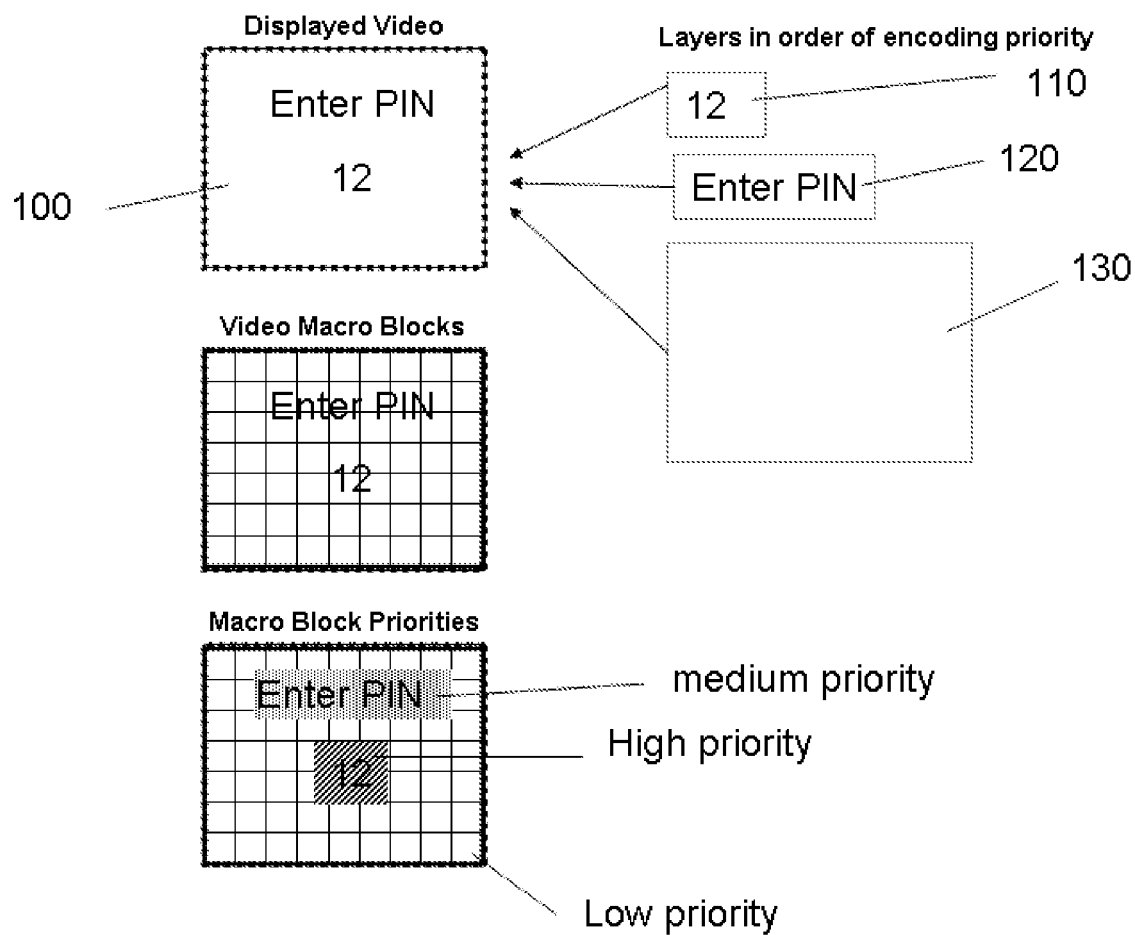 Displayed Video
Layers in order of encoding priority
Enter PIN
12
100
12
110
Enter PIN
120
130
Video Macro Blocks
Enter PIN
12
Macro Block Priorities
Enter PIN
medium priority
12
High priority
Low priority